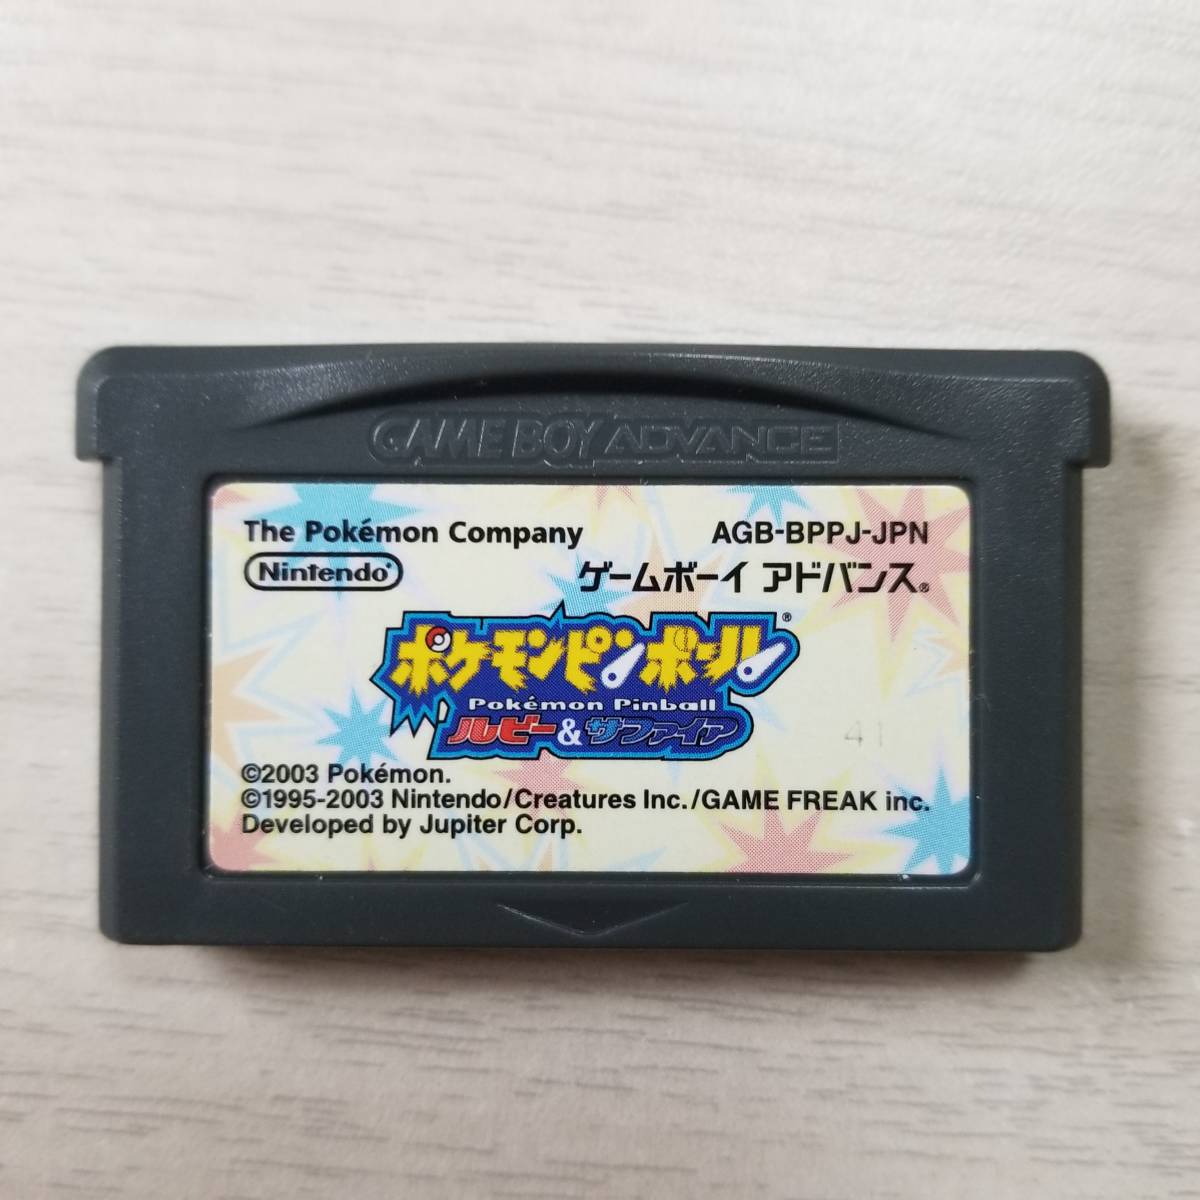 GAME BOY ADVANCE
The Pokémon Company AGB-BPPJ-JPN
Nintendo® ゲームボーイ アドバンス®
ポケモンピンボール®
Pokémon Pinball
ルビー&サファイア
41
©2003 Pokémon.
©1995-2003 Nintendo/Creatures Inc./GAME FREAK inc.
Developed by Jupiter Corp.